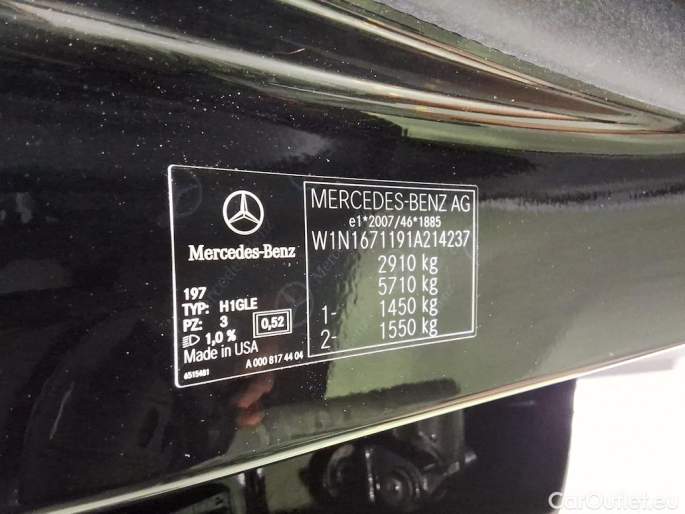 Mercedes-Benz
197
TYP: H1GLE
PZ: 3
0,52
1,0 %
Made in USA
6515481
A 000 817 44 04
MERCEDES-BENZ AG
e1*2007/46*1885
W1N1671191A214237
2910 kg
5710 kg
1- 1450 kg
2- 1550 kg
CarOutlet.eu